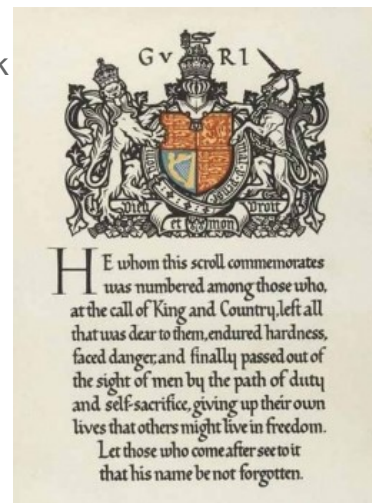 k
GV RI
Honi mal y pense
Dieu et mon Droit
HE whom this scroll commemorates
was numbered among those who,
at the call of King and Country, left all
that was dear to them, endured hardness,
faced danger, and finally passed out of
the sight of men by the path of duty
and self-sacrifice, giving up their own
lives that others might live in freedom.
Let those who come after see to it
that his name be not forgotten.